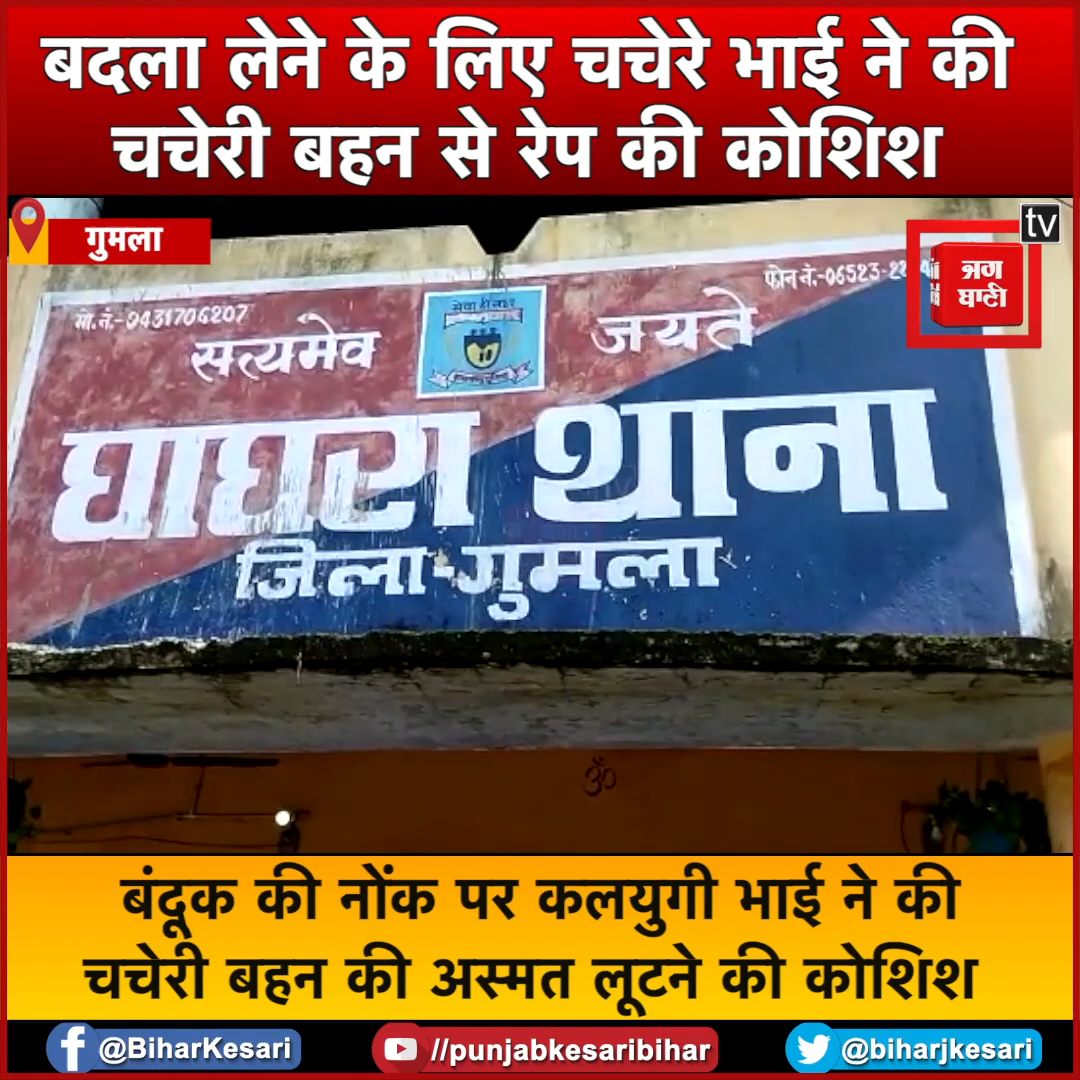 बदला लेने के लिए चचेरे भाई ने की
चचेरी बहन से रेप की कोशिश
tv
गुमला
ਜਗ
ਬਾਣੀ
मो.नं.-9431706207
फोन नं.-06523-22
सत्यमेव
जयते
घाघरा थाना
जिला-गुमला
ॐ
बंदूक की नोंक पर कलयुगी भाई ने की
चचेरी बहन की अस्मत लूटने की कोशिश
@BiharKesari
//punjabkesaribihar
@biharjkesari